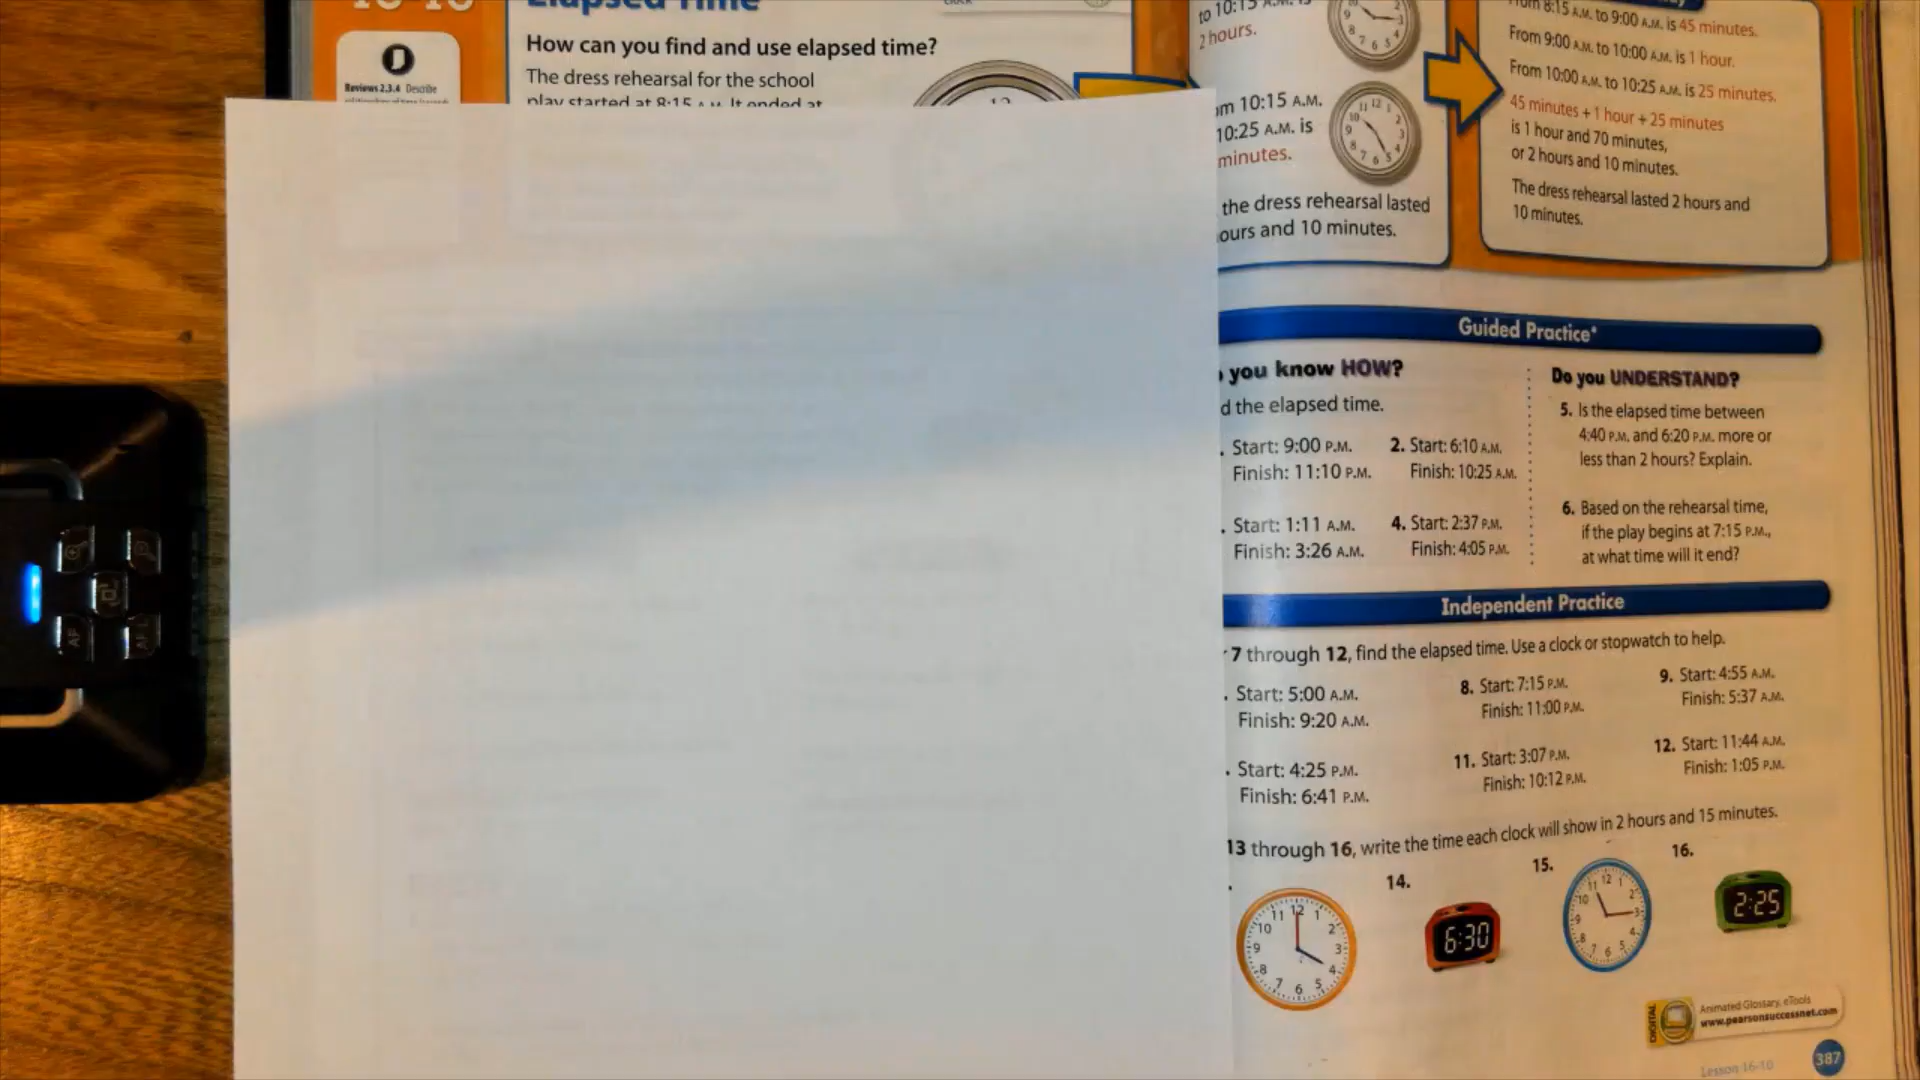 16-10
Elapsed Time
How can you find and use elapsed time?
Reviews 2.3.4 Describe
The dress rehearsal for the school
play started at 8:15 A.M. It ended at
to 10:15 A.M. is
2 hours.
10:15 A.M.
10:25 A.M. is
minutes.
the dress rehearsal lasted
ours and 10 minutes.
From 8:15 A.M. to 9:00 A.M. is 45 minutes.
From 9:00 A.M. to 10:00 A.M. is 1 hour.
From 10:00 A.M. to 10:25 A.M. is 25 minutes.
45 minutes + 1 hour + 25 minutes
is 1 hour and 70 minutes,
or 2 hours and 10 minutes.
The dress rehearsal lasted 2 hours and
10 minutes.
Guided Practice*
you know HOW?
d the elapsed time.
. Start: 9:00 P.M.
Finish: 11:10 P.M.
2. Start: 6:10 A.M.
Finish: 10:25 A.M.
. Start: 1:11 A.M.
Finish: 3:26 A.M.
4. Start: 2:37 P.M.
Finish: 4:05 P.M.
Do you UNDERSTAND?
5. Is the elapsed time between
4:40 P.M. and 6:20 P.M. more or
less than 2 hours? Explain.
6. Based on the rehearsal time,
if the play begins at 7:15 P.M.,
at what time will it end?
Independent Practice
7 through 12, find the elapsed time. Use a clock or stopwatch to help.
. Start: 5:00 A.M.
Finish: 9:20 A.M.
8. Start: 7:15 P.M.
Finish: 11:00 P.M.
9. Start: 4:55 A.M.
Finish: 5:37 A.M.
. Start: 4:25 P.M.
Finish: 6:41 P.M.
11. Start: 3:07 P.M.
Finish: 10:12 P.M.
12. Start: 11:44 A.M.
Finish: 1:05 P.M.
13 through 16, write the time each clock will show in 2 hours and 15 minutes.
14.
6:30
15.
16.
2:25
DIGITAL
Animated Glossary, eTools
www.pearsonsuccessnet.com
Lesson 16-10
387